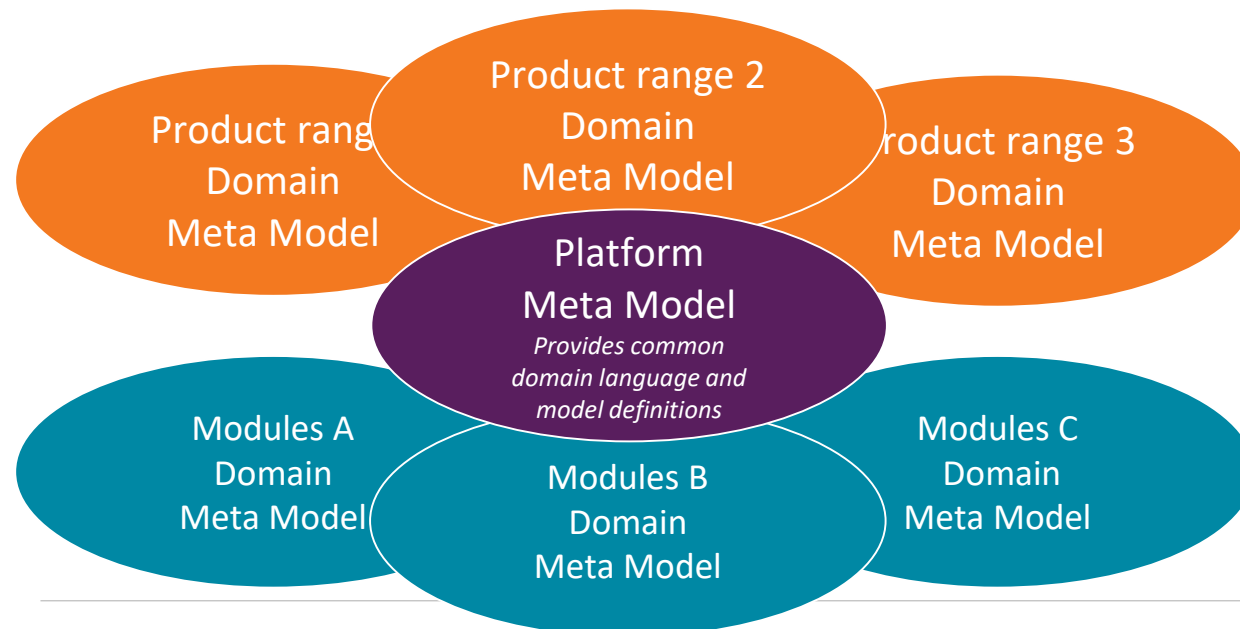 Product range 2
Domain
Meta Model
Product rang
Domain
Meta Model
roduct range 3
Domain
Meta Model
Platform
Meta Model
Provides common
domain language and
model definitions
Modules A
Domain
Meta Model
Modules B
Domain
Meta Model
Modules C
Domain
Meta Model